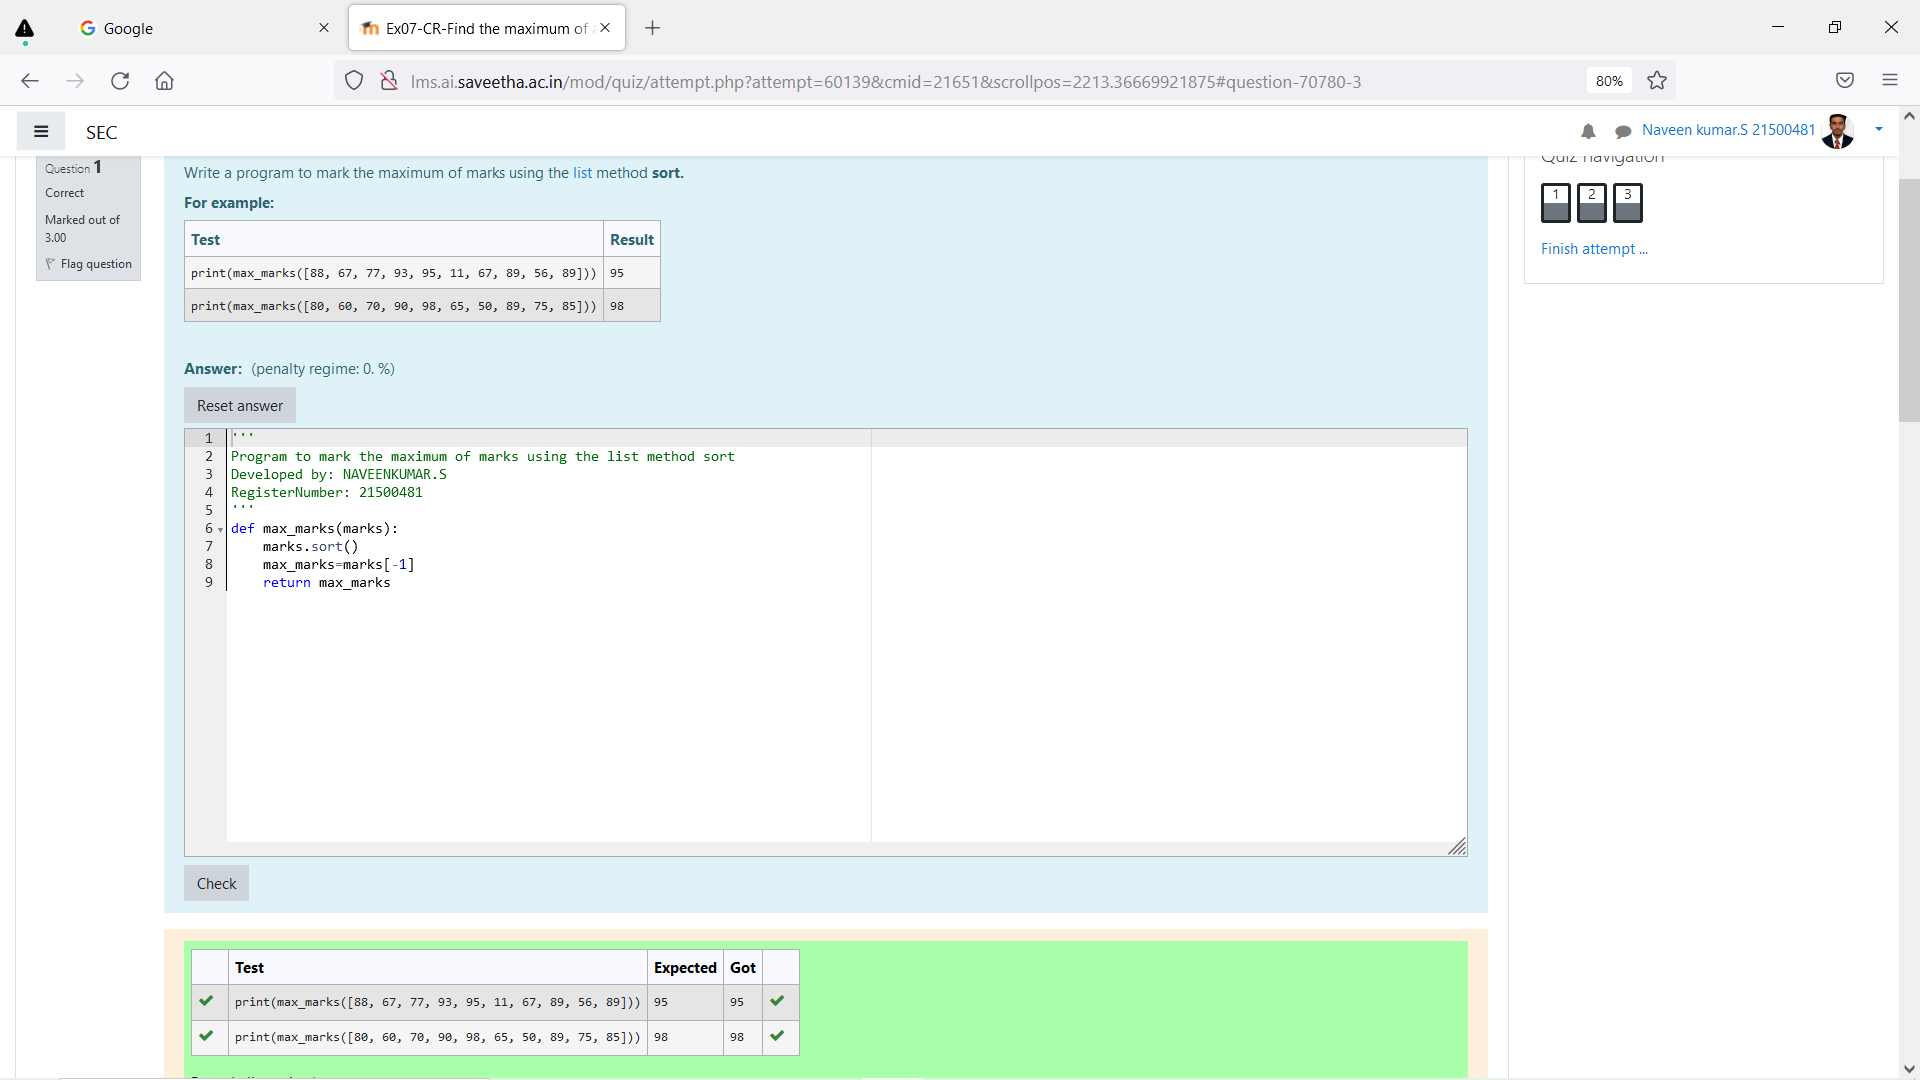 Google
Ex07-CR-Find the maximum of
lms.ai.saveetha.ac.in/mod/quiz/attempt.php?attempt=60139&cmid=21651&scrollpos=2213.36669921875#question-70780-3
80%
SEC
Naveen kumar.S 21500481
Question 1
Correct
Marked out of
3.00
Flag question
Write a program to mark the maximum of marks using the list method sort.
For example:
Test Result
print(max_marks([88, 67, 77, 93, 95, 11, 67, 89, 56, 89])) 95
print(max_marks([80, 60, 70, 90, 98, 65, 50, 89, 75, 85])) 98
Answer: (penalty regime: 0. %)
Reset answer
1 '''
2 Program to mark the maximum of marks using the list method sort
3 Developed by: NAVEENKUMAR.S
4 RegisterNumber: 21500481
5 '''
6 def max_marks(marks):
7     marks.sort()
8     max_marks=marks[-1]
9     return max_marks
Check
Test Expected Got
print(max_marks([88, 67, 77, 93, 95, 11, 67, 89, 56, 89])) 95 95
print(max_marks([80, 60, 70, 90, 98, 65, 50, 89, 75, 85])) 98 98
Quiz navigation
1 2 3
Finish attempt ...